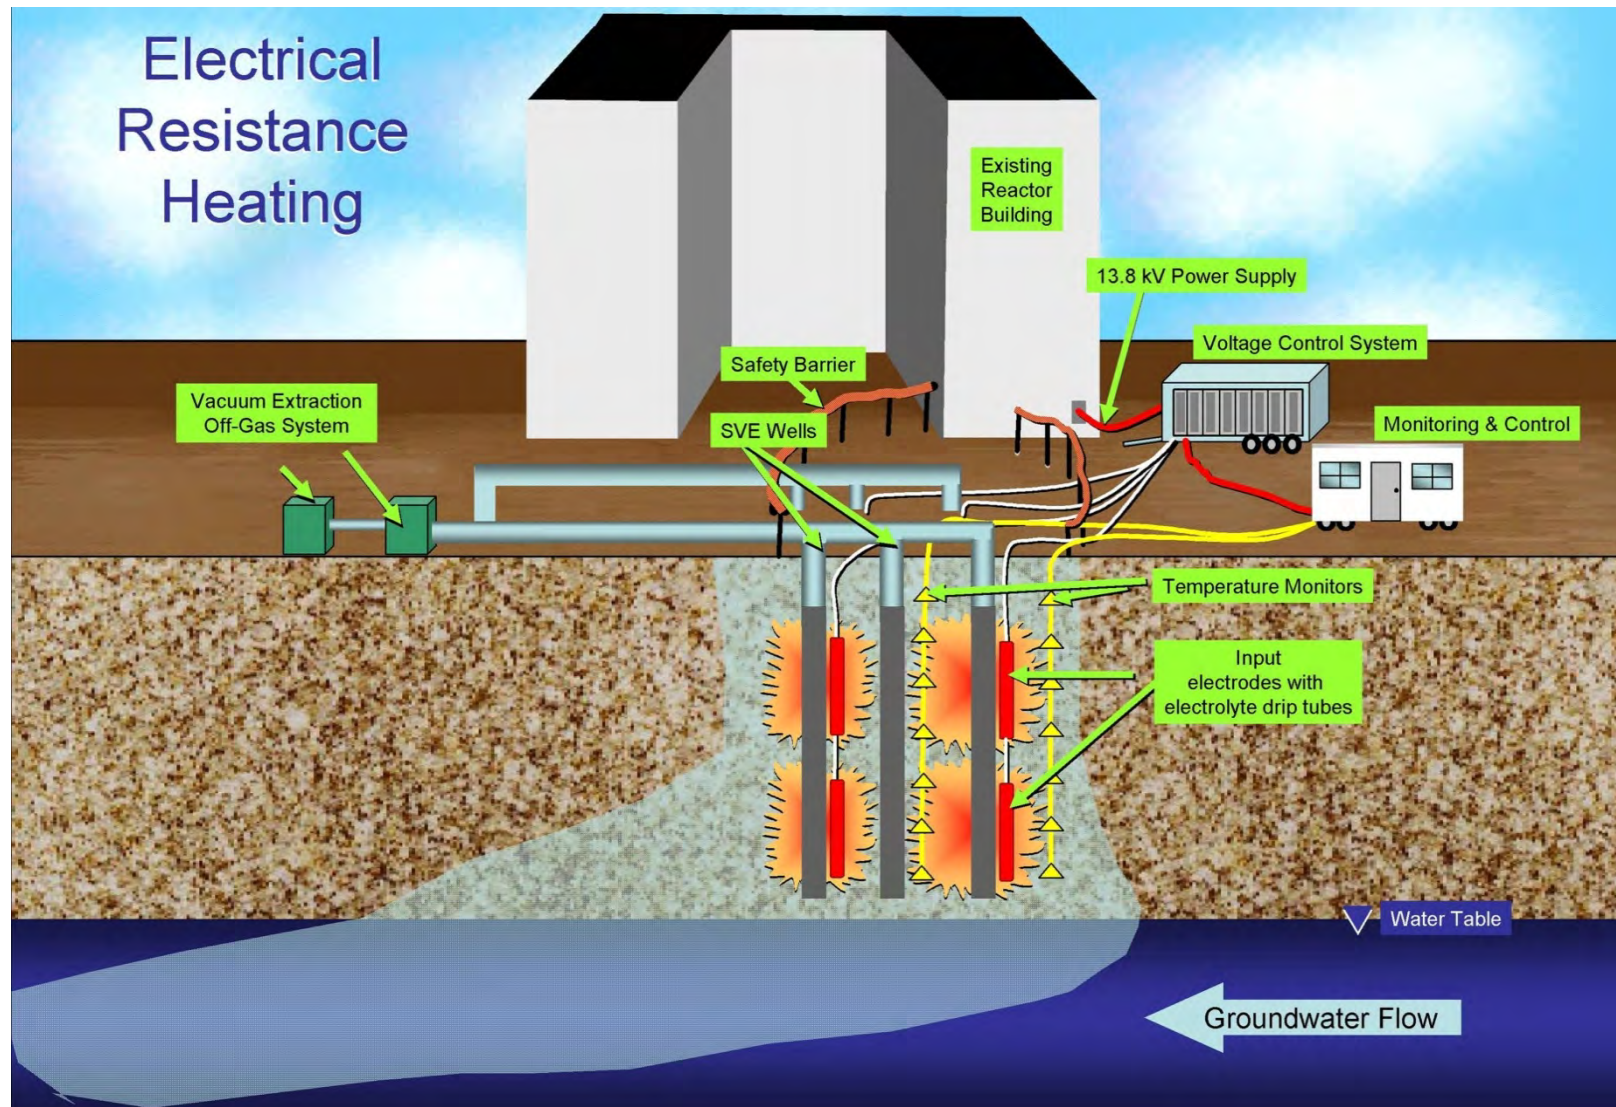 Electrical
Resistance
Heating
Existing
Reactor
Building
13.8 kV Power Supply
Voltage Control System
Safety Barrier
Vacuum Extraction
Off-Gas System
SVE Wells
Monitoring & Control
Temperature Monitors
Input
electrodes with
electrolyte drip tubes
Water Table
Groundwater Flow